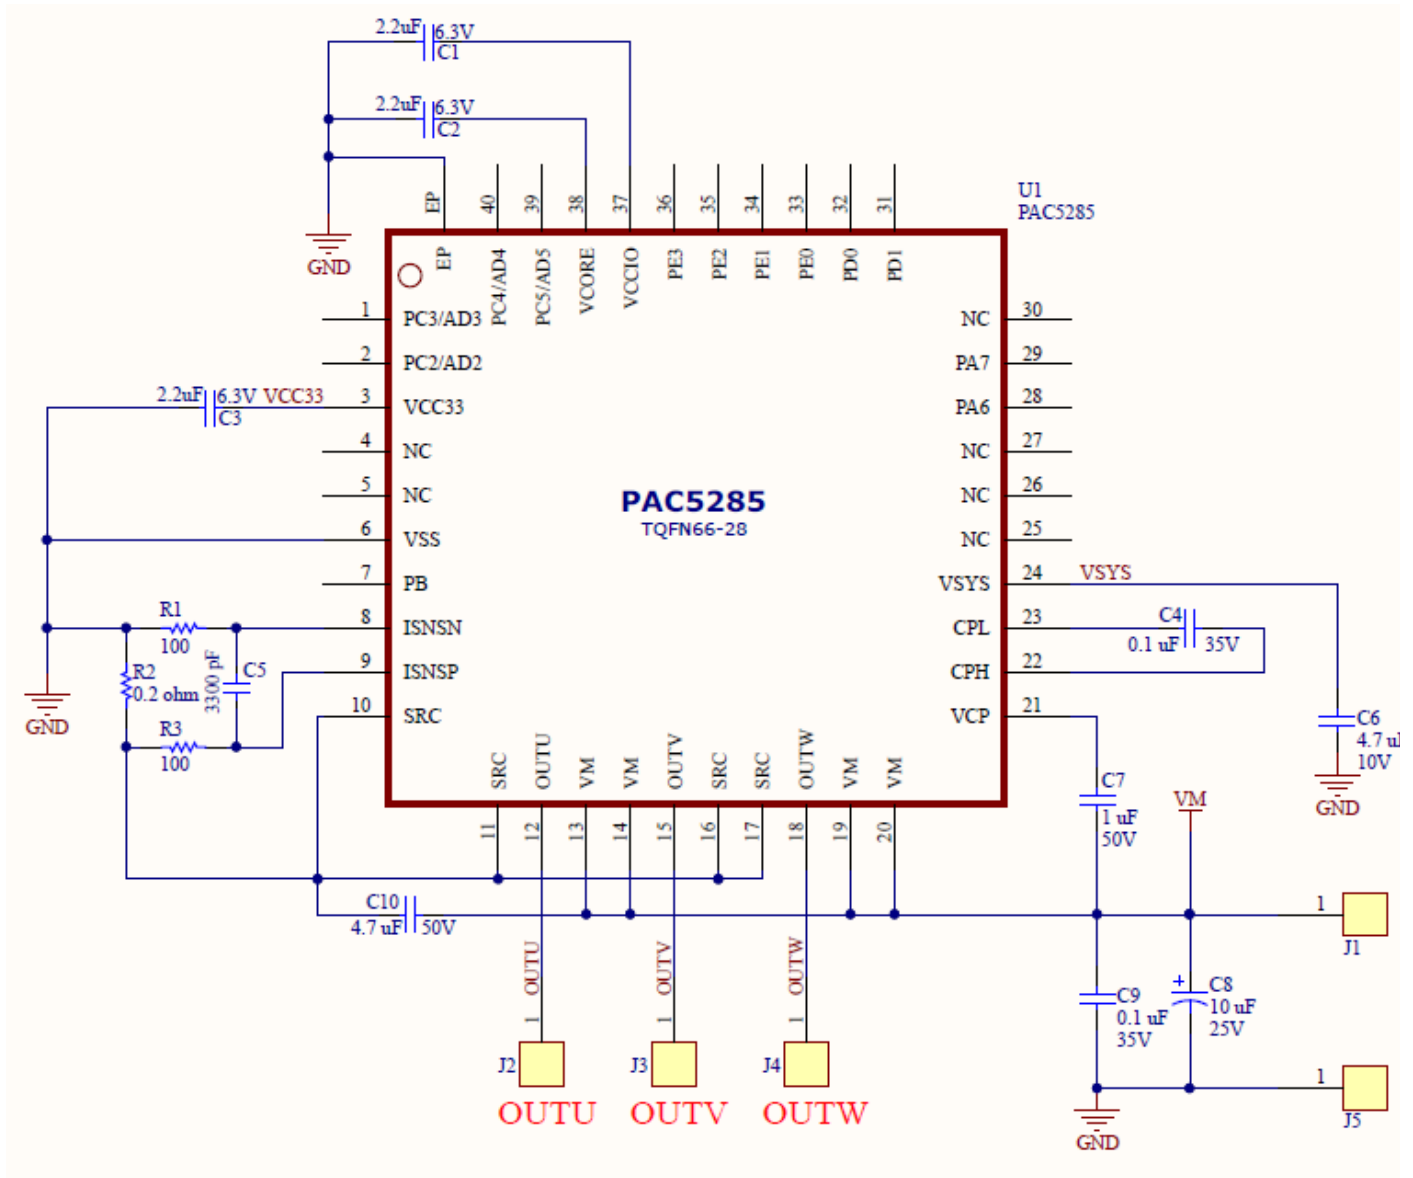 2.2uF
6.3V
C1
2.2uF
6.3V
C2
GND
EP
40
39
38
37
36
35
34
33
32
31
U1
PAC5285
EP
PC4/AD4
PC5/AD5
VCORE
VCCIO
PE3
PE2
PE1
PE0
PD0
PD1
1
PC3/AD3
2
PC2/AD2
2.2uF
6.3V
C3
VCC33
3
VCC33
4
NC
5
NC
6
VSS
7
PB
8
ISNSN
9
ISNSP
10
SRC
R1
100
R2
0.2 ohm
3300 pF
C5
R3
100
GND
PAC5285
TQFN66-28
NC
30
PA7
29
PA6
28
NC
27
NC
26
NC
25
VSYS
24
VSYS
CPL
23
CPH
22
VCP
21
C4
0.1 uF
35V
C6
4.7
10V
GND
SRC
OUTU
VM
VM
OUTV
SRC
SRC
OUTW
VM
VM
11
12
13
14
15
16
17
18
19
20
C7
1 uF
50V
VM
C10
4.7 uF
50V
1
J1
OUTU
OUTV
OUTW
C9
0.1 uF
35V
+
C8
10 uF
25V
1
1
1
J2
J3
J4
OUTU
OUTV
OUTW
1
J5
GND